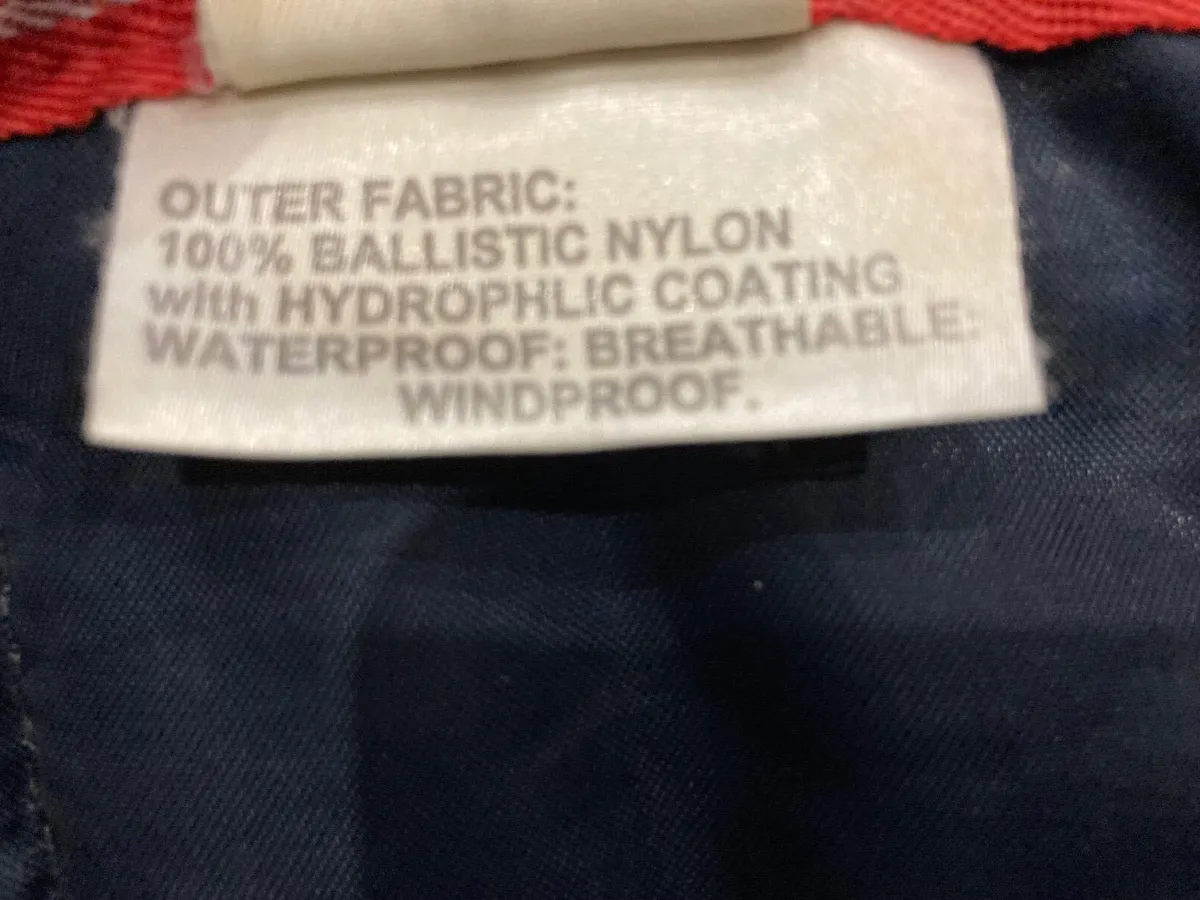 OUTER FABRIC:
100% BALLISTIC NYLON
with HYDROPHLIC COATING
WATERPROOF: BREATHABLE:
WINDPROOF.